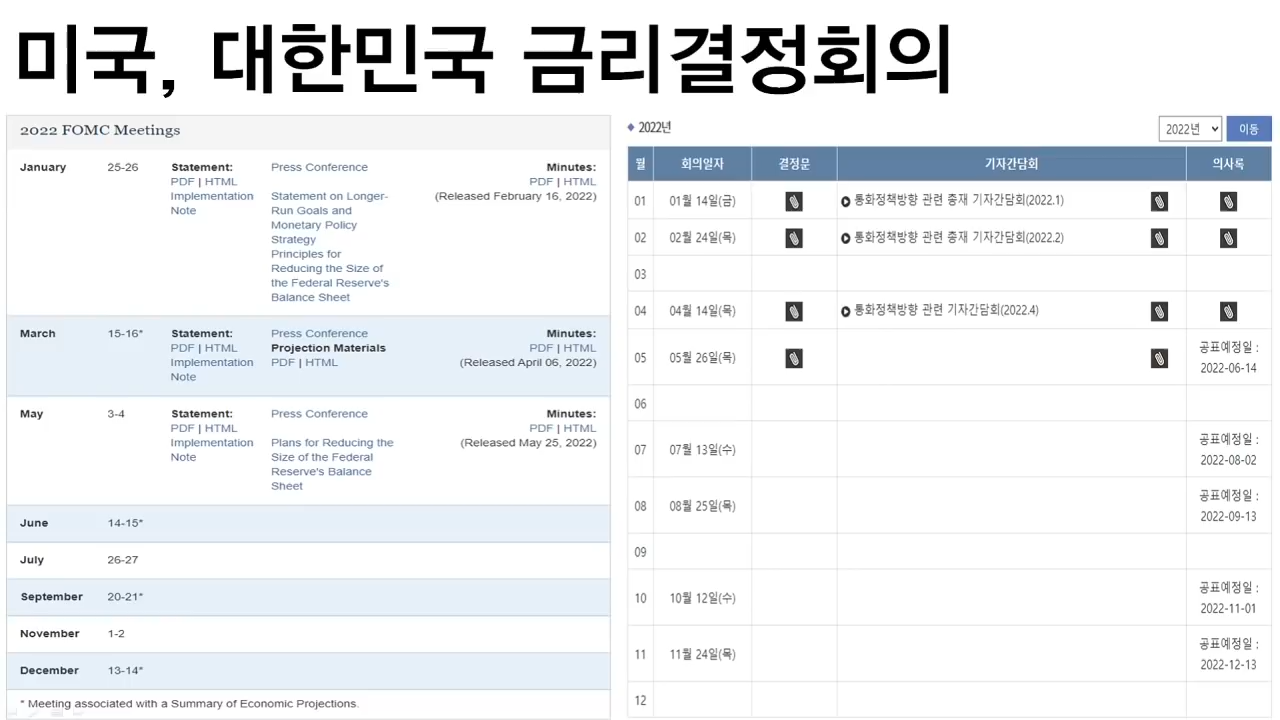 미국, 대한민국 금리결정회의
2022 FOMC Meetings
January 25-26 Statement: Press Conference Minutes:
PDF | HTML PDF | HTML
Implementation Statement on Longer- (Released February 16, 2022)
Note Run Goals and
Monetary Policy
Strategy
Principles for
Reducing the Size of
the Federal Reserve's
Balance Sheet
March 15-16* Statement: Press Conference Minutes:
PDF | HTML Projection Materials PDF | HTML
Implementation PDF | HTML (Released April 06, 2022)
Note
May 3-4 Statement: Press Conference Minutes:
PDF | HTML PDF | HTML
Implementation Plans for Reducing the (Released May 25, 2022)
Note Size of the Federal
Reserve's Balance
Sheet
June 14-15*
July 26-27
September 20-21*
November 1-2
December 13-14*
* Meeting associated with a Summary of Economic Projections.
2022년 2022년 이동
월 회의일자 결정문 기자간담회 의사록
01 01월 14일(금) 통화정책방향 관련 총재 기자간담회(2022.1)
02 02월 24일(목) 통화정책방향 관련 총재 기자간담회(2022.2)
03
04 04월 14일(목) 통화정책방향 관련 기자간담회(2022.4)
05 05월 26일(목) 공표예정일 :
2022-06-14
06
07 07월 13일(수) 공표예정일 :
2022-08-02
08 08월 25일(목) 공표예정일 :
2022-09-13
09
10 10월 12일(수) 공표예정일 :
2022-11-01
11 11월 24일(목) 공표예정일 :
2022-12-13
12